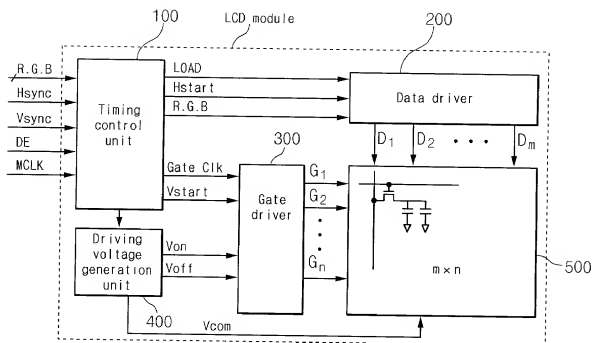 LCD module
100
200
R.G.B
Hsync
Vsync
DE
MCLK
Timing
control
unit
LOAD
Hstart
R.G.B
Data driver
D1 D2 • • • Dm
300
Gate Clk
Vstart
Gate
driver
G1
G2
Gn
Driving
voltage
generation
unit
400
Von
Voff
Vcom
m×n
500